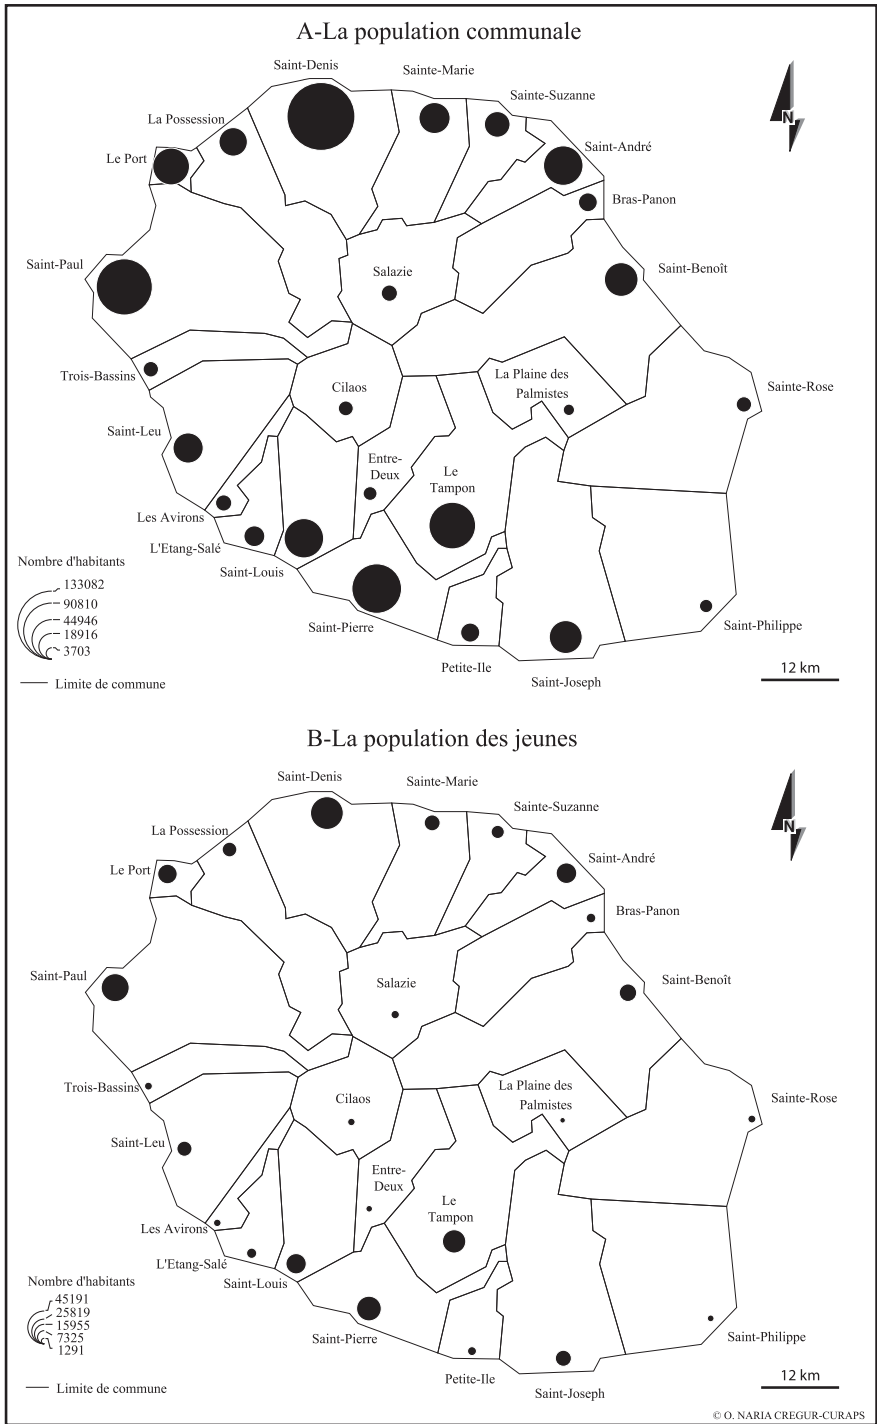 A-La population communale
Saint-Denis
Sainte-Marie
Sainte-Suzanne
La Possession
Saint-André
Le Port
N
Bras-Panon
Saint-Paul
Salazie
Saint-Benoît
Trois-Bassins
Cilaos
La Plaine des
Palmistes
Sainte-Rose
Saint-Leu
Entre-
Deux
Le
Tampon
Les Avirons
L'Etang-Salé
Saint-Louis
Saint-Pierre
Petite-Ile
Saint-Joseph
Saint-Philippe
Nombre d'habitants
133082
90810
44946
18916
3703
Limite de commune
12 km
B-La population des jeunes
Saint-Denis
Sainte-Marie
Sainte-Suzanne
La Possession
Saint-André
Le Port
N
Bras-Panon
Saint-Paul
Salazie
Saint-Benoît
Trois-Bassins
Cilaos
La Plaine des
Palmistes
Sainte-Rose
Saint-Leu
Entre-
Deux
Le
Tampon
Les Avirons
L'Etang-Salé
Saint-Louis
Saint-Pierre
Petite-Ile
Saint-Joseph
Saint-Philippe
Nombre d'habitants
45191
25819
15955
7325
1291
Limite de commune
12 km
© O. NARIA CREGUR-CURAPS